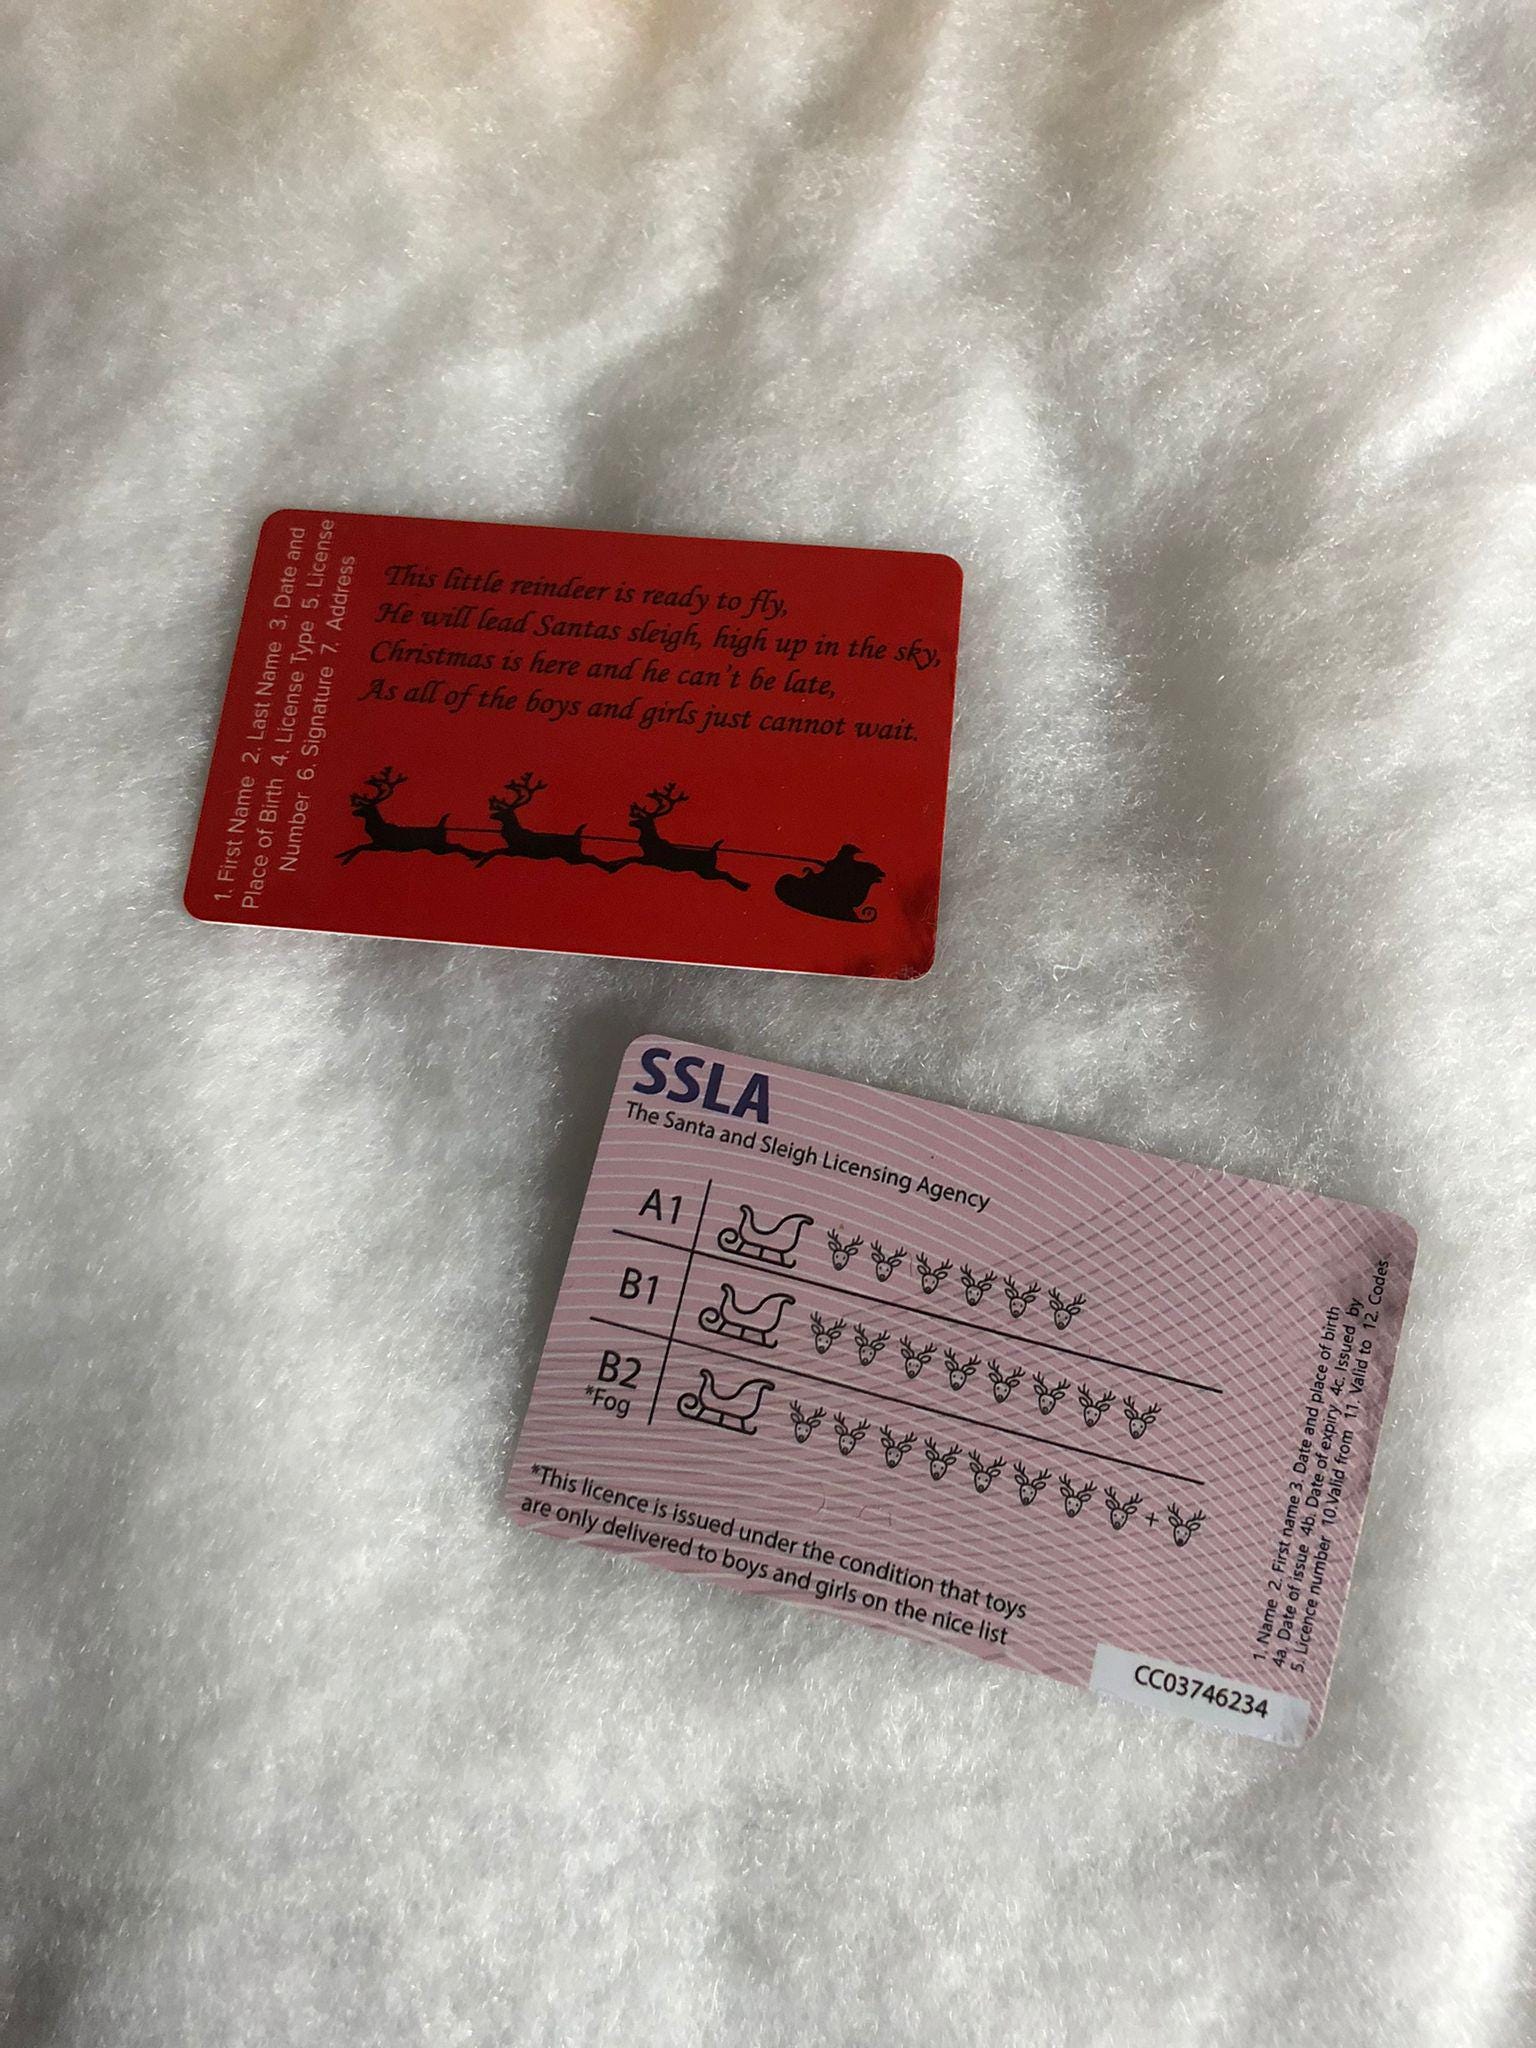 1. First Name 2. Last Name 3. Date and
Place of Birth 4. License Type 5. License
Number 6. Signature 7. Address
This little reindeer is ready to fly,
He will lead Santas sleigh, high up in the sky,
Christmas is here and he can't be late,
As all of the boys and girls just cannot wait.
SSLA
The Santa and Sleigh Licensing Agency
A1
B1
B2
*Fog
+
*This licence is issued under the condition that toys
are only delivered to boys and girls on the nice list
1. Name 2. First name 3. Date and place of birth
4a. Date of issue 4b. Date of expiry 4c. Issued by
5. Licence number 10.Valid from 11. Valid to 12. Codes
CC03746234